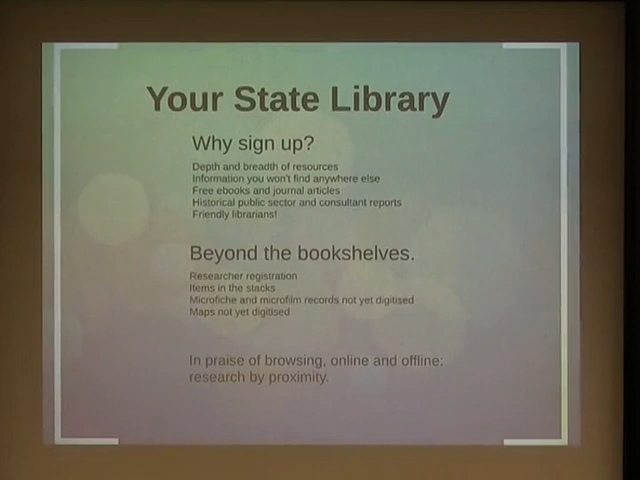 Your State Library
Why sign up?
Depth and breadth of resources
Information you won't find anywhere else
Free ebooks and journal articles
Historical public sector and consultant reports
Friendly librarians!
Beyond the bookshelves.
Researcher registration
Items in the stacks
Microfiche and microfilm records not yet digitised
Maps not yet digitised
In praise of browsing, online and offline:
research by proximity.